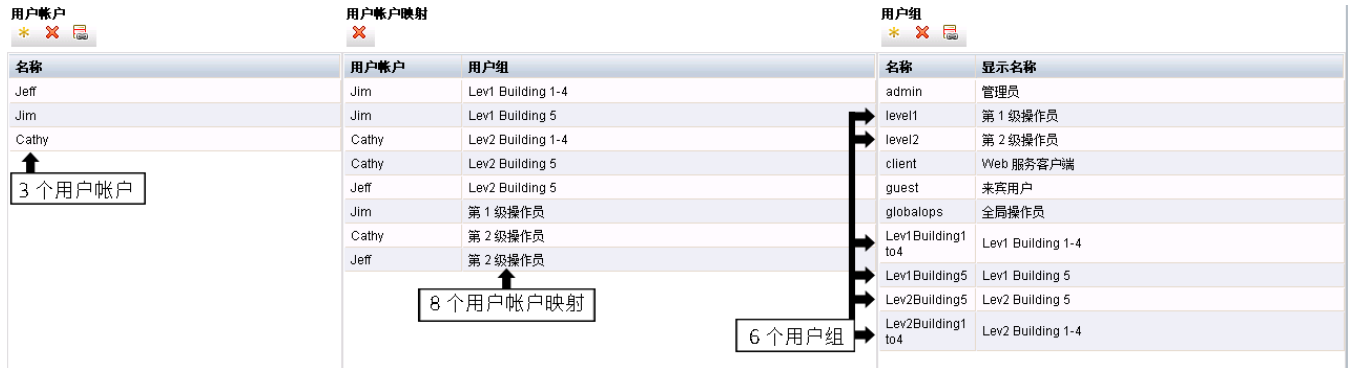 用户帐户
名称
Jeff
Jim
Cathy
3 个用户帐户
用户帐户映射
用户帐户 用户组
Jim Lev1 Building 1-4
Jim Lev1 Building 5
Cathy Lev2 Building 1-4
Cathy Lev2 Building 5
Jeff Lev2 Building 5
Jim 第 1 级操作员
Cathy 第 2 级操作员
Jeff 第 2 级操作员
8 个用户帐户映射
用户组
名称 显示名称
admin 管理员
level1 第 1 级操作员
level2 第 2 级操作员
client Web 服务客户端
guest 来宾用户
globalops 全局操作员
Lev1Building1
to4 Lev1 Building 1-4
Lev1Building5 Lev1 Building 5
Lev2Building5 Lev2 Building 5
Lev2Building1
to4 Lev2 Building 1-4
6 个用户组